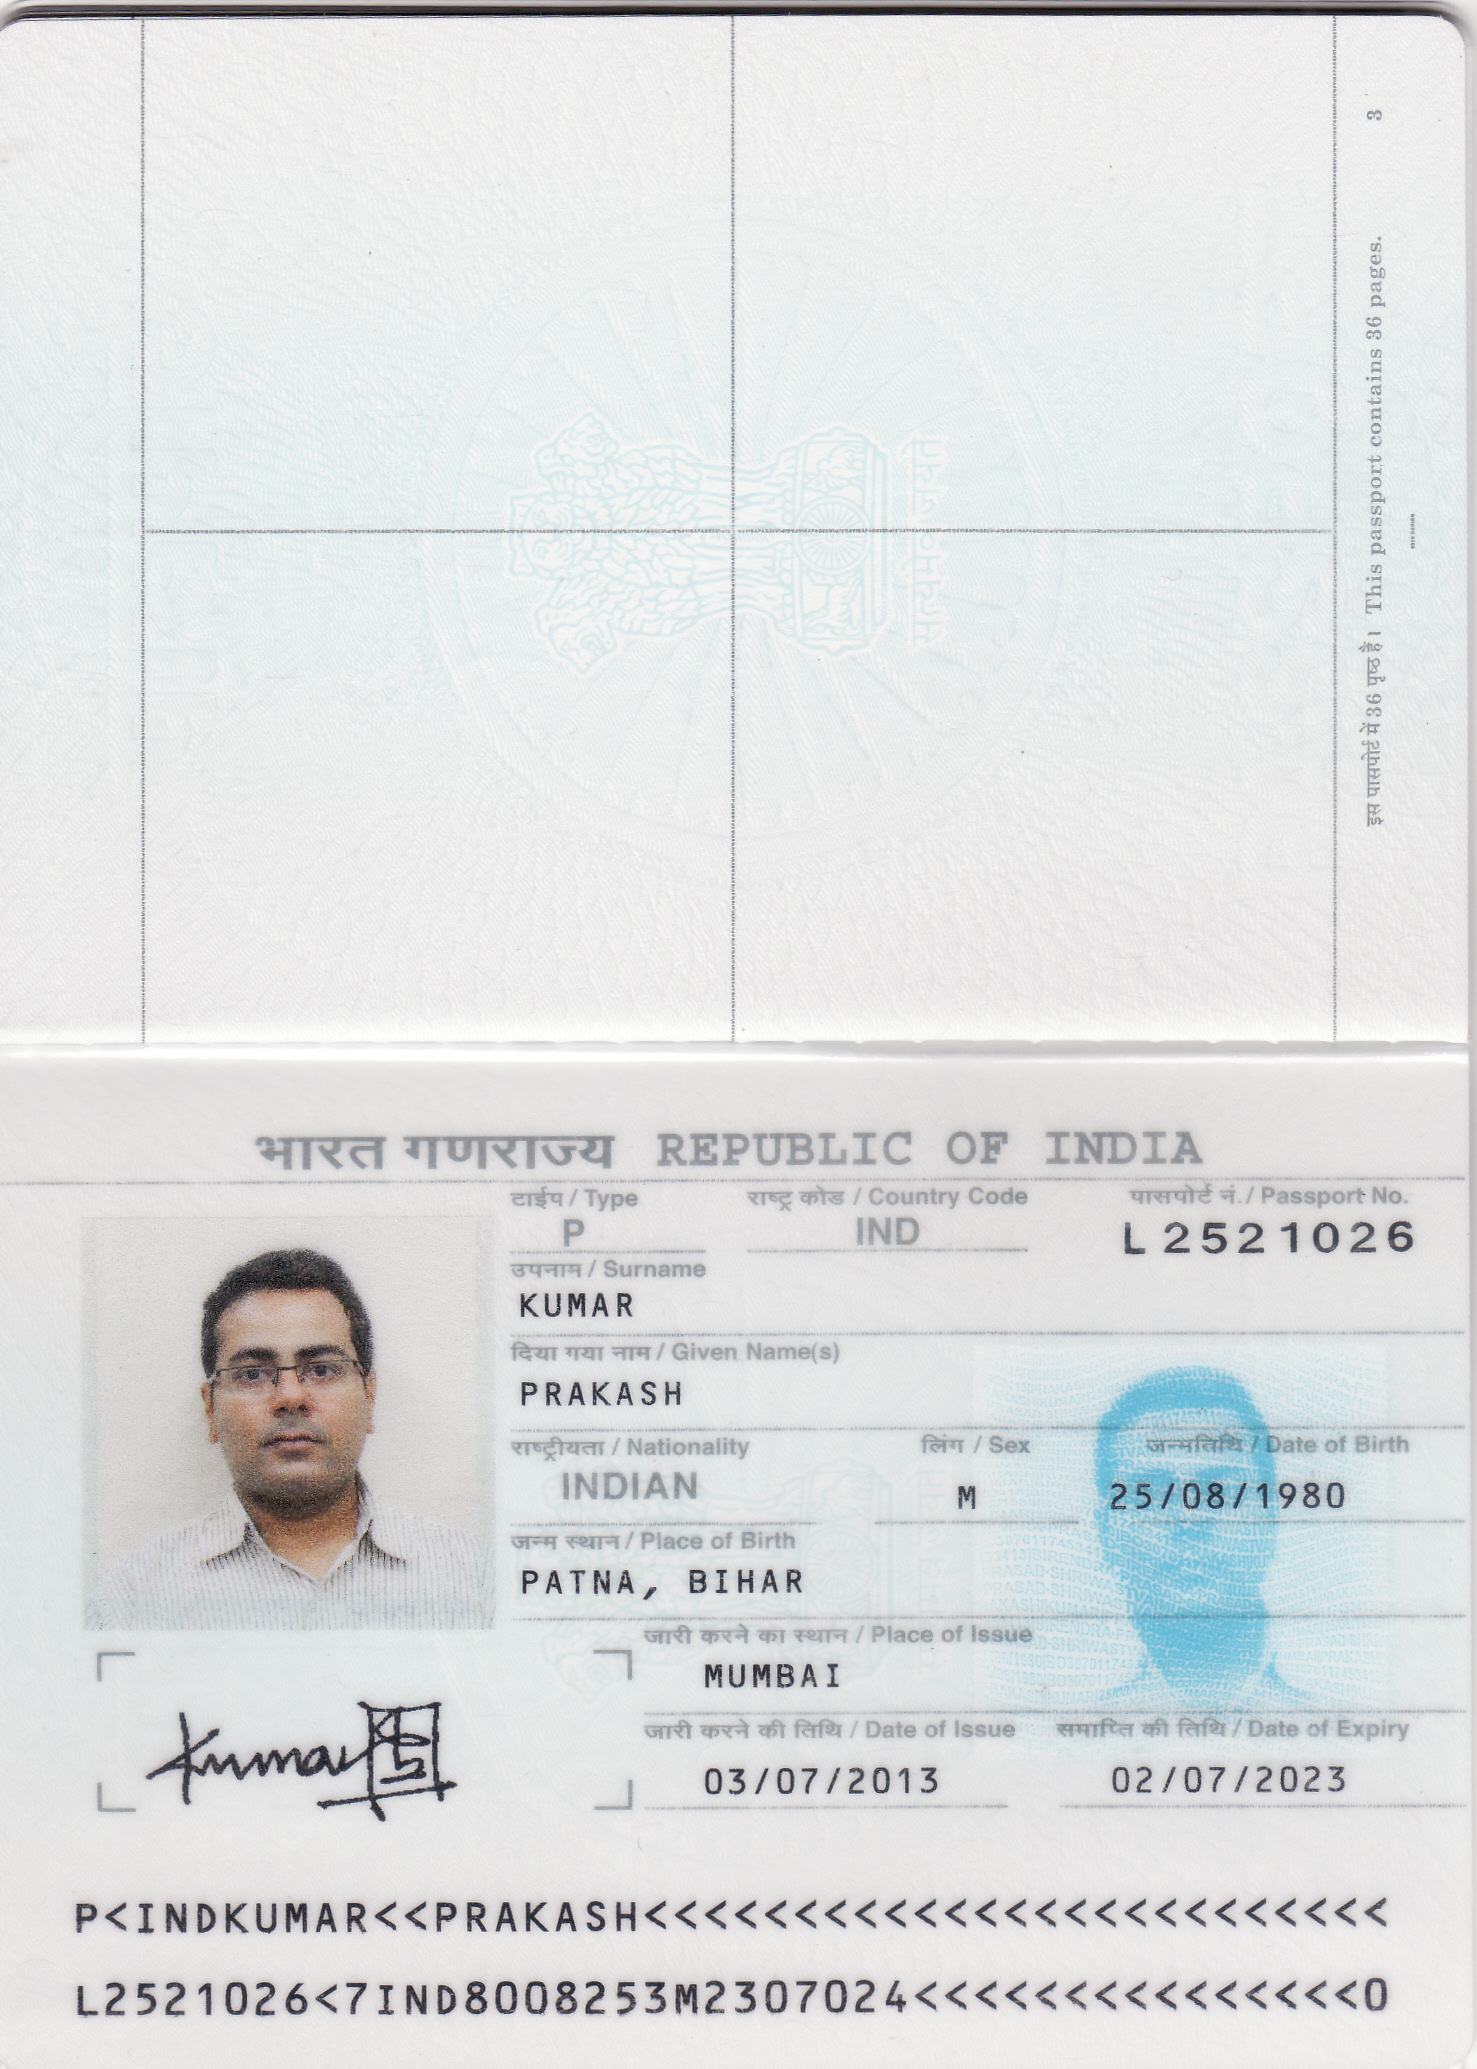 3
इस पासपोर्ट में 36 पृष्ठ हैं। This passport contains 36 pages.
भारत गणराज्य REPUBLIC OF INDIA
टाईप / Type राष्ट्र कोड / Country Code पासपोर्ट नं. / Passport No.
P IND L2521026
उपनाम / Surname
KUMAR
दिया गया नाम / Given Name(s)
PRAKASH
राष्ट्रीयता / Nationality लिंग / Sex जन्मतिथि / Date of Birth
INDIAN M 25/08/1980
जन्म स्थान / Place of Birth
PATNA, BIHAR
जारी करने का स्थान / Place of Issue
MUMBAI
जारी करने की तिथि / Date of Issue समाप्ति की तिथि / Date of Expiry
03/07/2013 02/07/2023
Kumar
P<INDKUMAR<<PRAKASH<<<<<<<<<<<<<<<<<<<<<<<<<
L2521026<7IND8008253M2307024<<<<<<<<<<<<<<<0